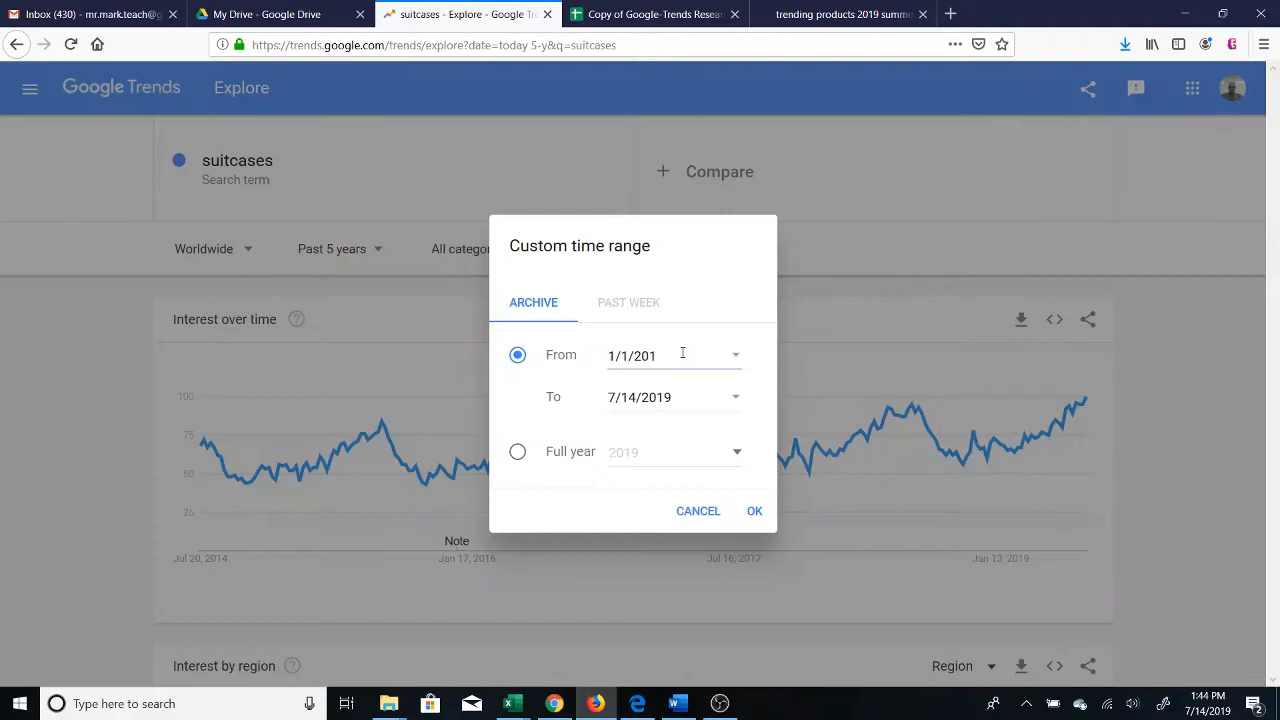 Inbox (430) - mr.mark.teach@g
My Drive - Google Drive
suitcases - Explore - Google Tr
Copy of Google-Trends Resear
trending products 2019 summe
https://trends.google.com/trends/explore?date=today 5-y&q=suitcases
Google Trends
Explore
suitcases
Search term
+ Compare
Worldwide
Past 5 years
All categor
Custom time range
ARCHIVE
PAST WEEK
From
1/1/201
To
7/14/2019
Full year
2019
CANCEL
OK
Interest over time
100
75
50
25
Note
Jul 20, 2014
Jan 17, 2016
Jul 16, 2017
Jan 13, 2019
Interest by region
Region
Type here to search
1:44 PM
7/14/2019
2